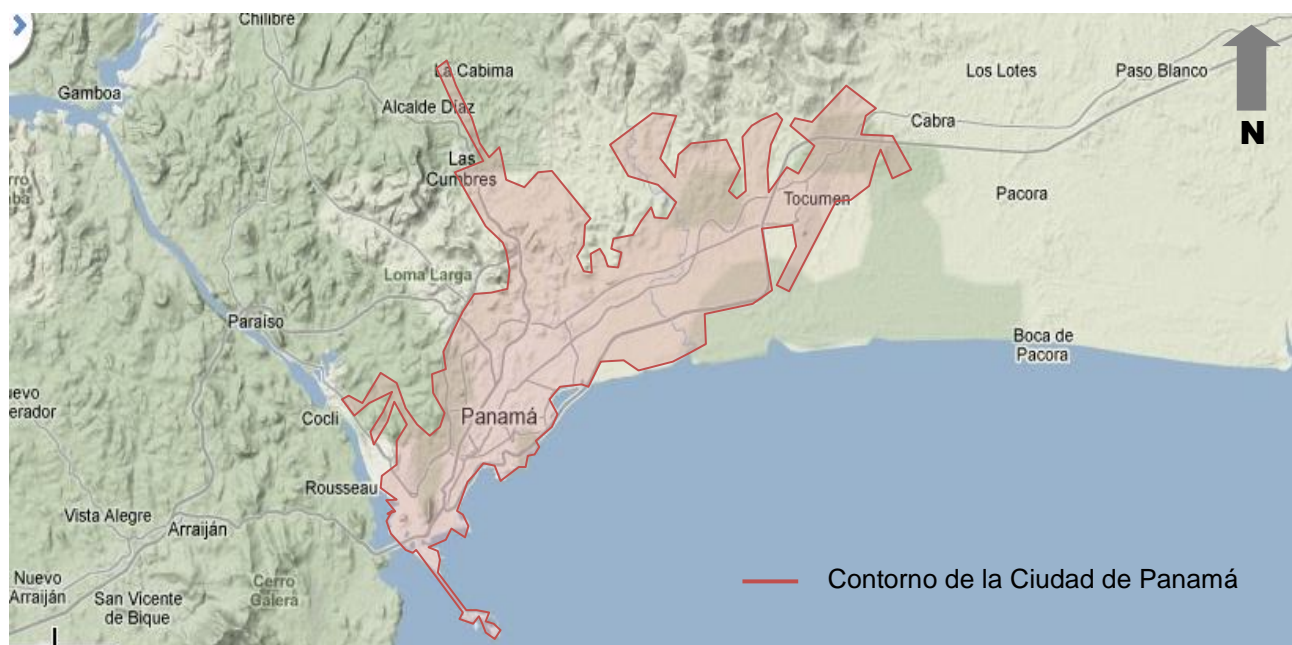 Chilibre
La Cabima
Los Lotes
Paso Blanco
Gamboa
Alcalde Díaz
Cabra
N
Las
Cumbres
Tocumen
Pacora
Loma Larga
Paraíso
Boca de
Pacora
Cocli
Panamá
Rousseau
Vista Alegre
Arraiján
Nuevo
Arraiján
San Vicente
de Bique
Cerro
Galera
Contorno de la Ciudad de Panamá